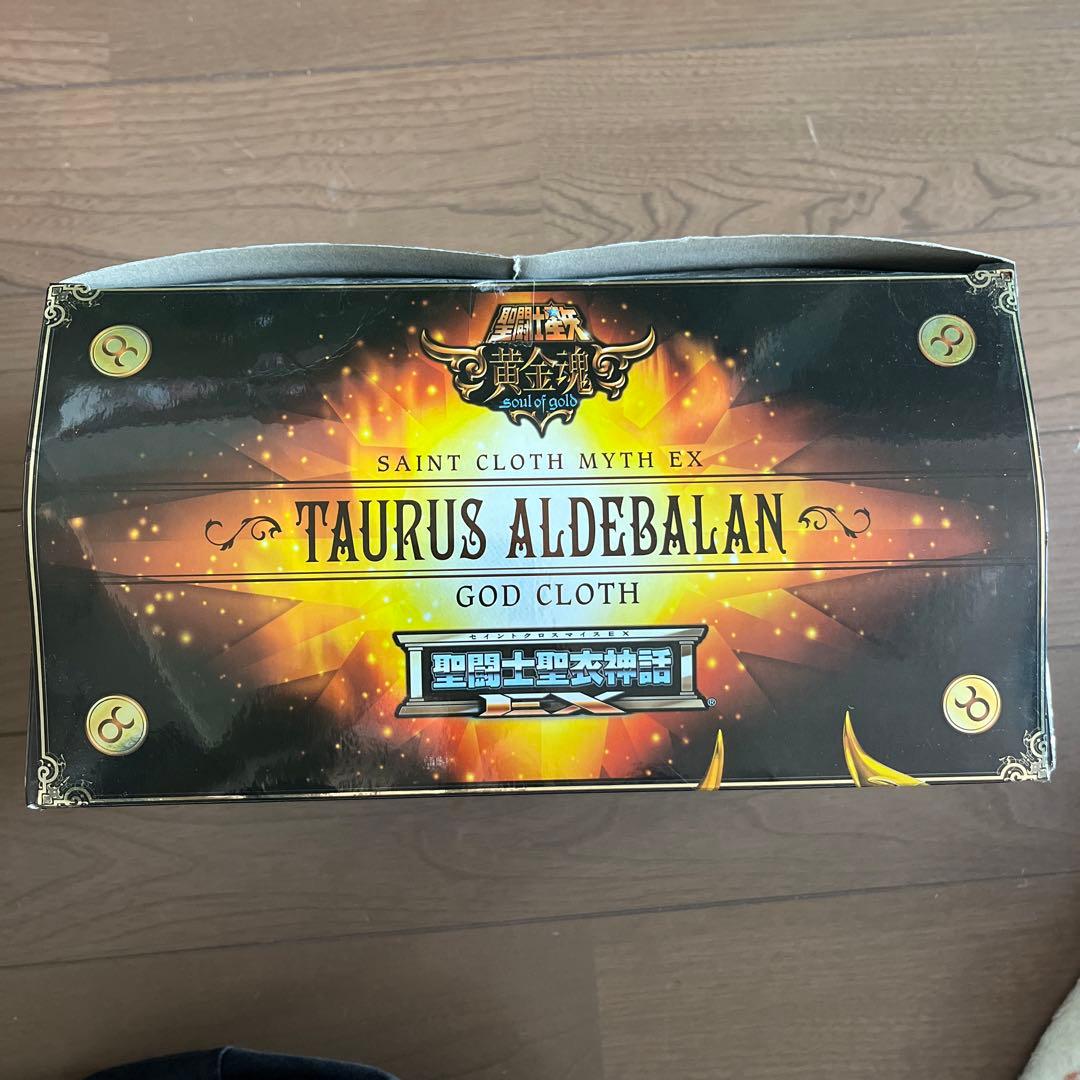 聖闘士星矢
黄金魂
soul of gold
SAINT CLOTH MYTH EX
TAURUS ALDEBALAN
GOD CLOTH
セイントクロスマイスEX
聖闘士聖衣神話
EX®